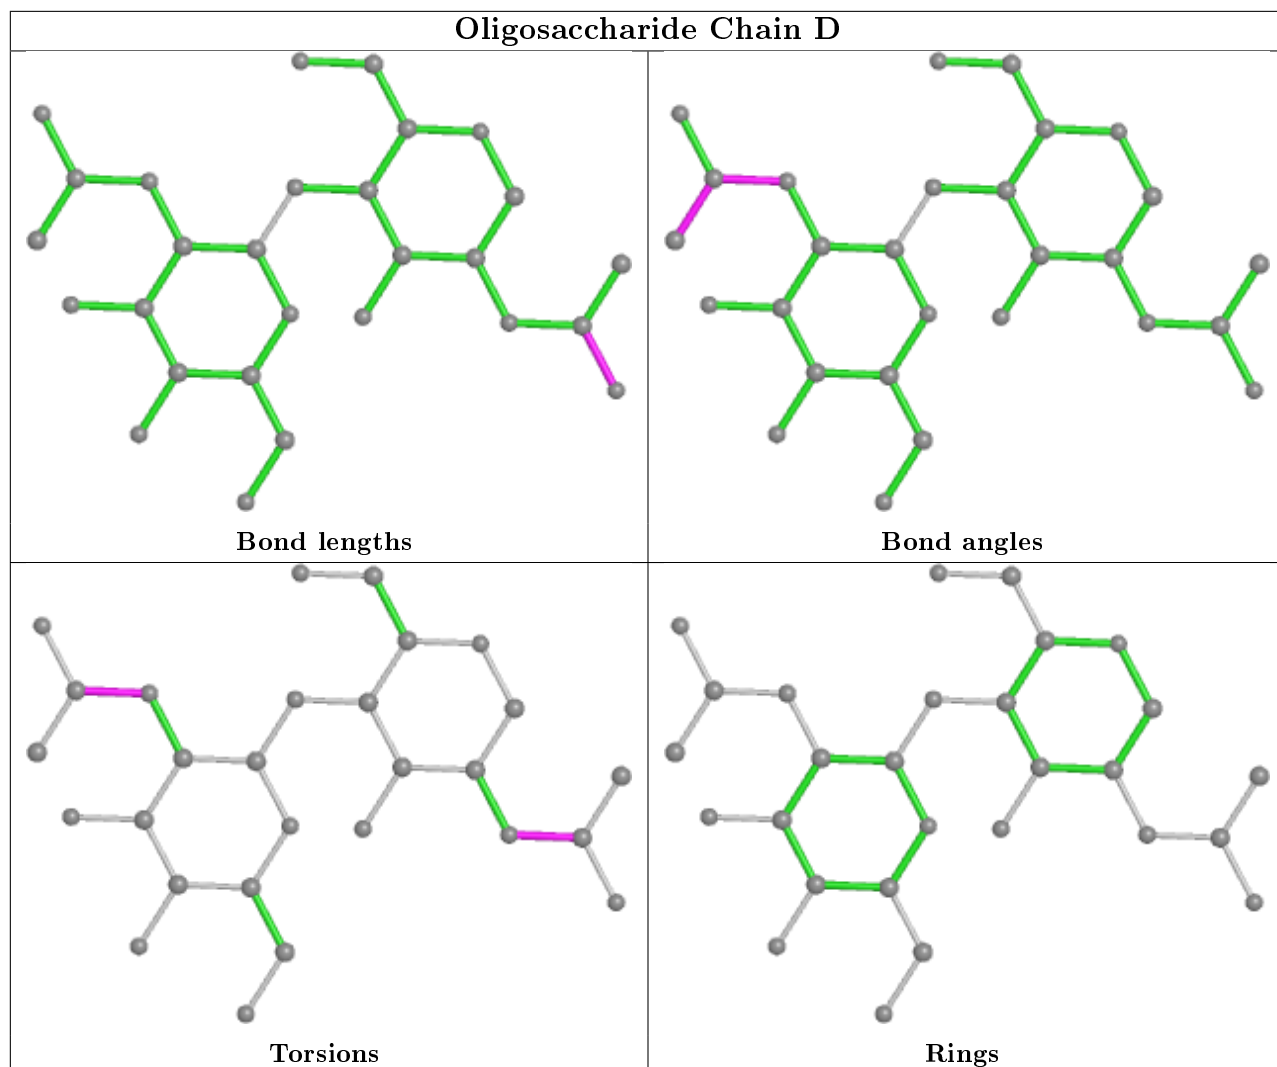 Oligosaccharide Chain D
Bond lengths
Bond angles
Torsions
Rings